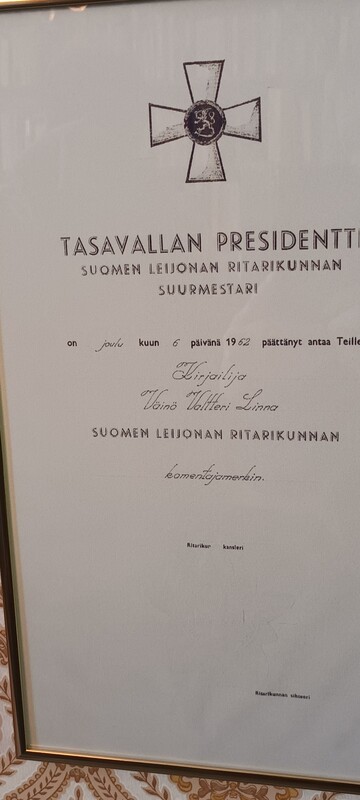 TASAVALLAN PRESIDENTTI
SUOMEN LEIJONAN RITARIKUNNAN
SUURMESTARI
on joulu kuun 6 päivänä 1962 päättänyt antaa Teille
Kirjailija
Väinö Valtteri Linna
SUOMEN LEIJONAN RITARIKUNNAN
komentajamerkin.
Ritarikun kansleri
Ritarikunnan sihteeri